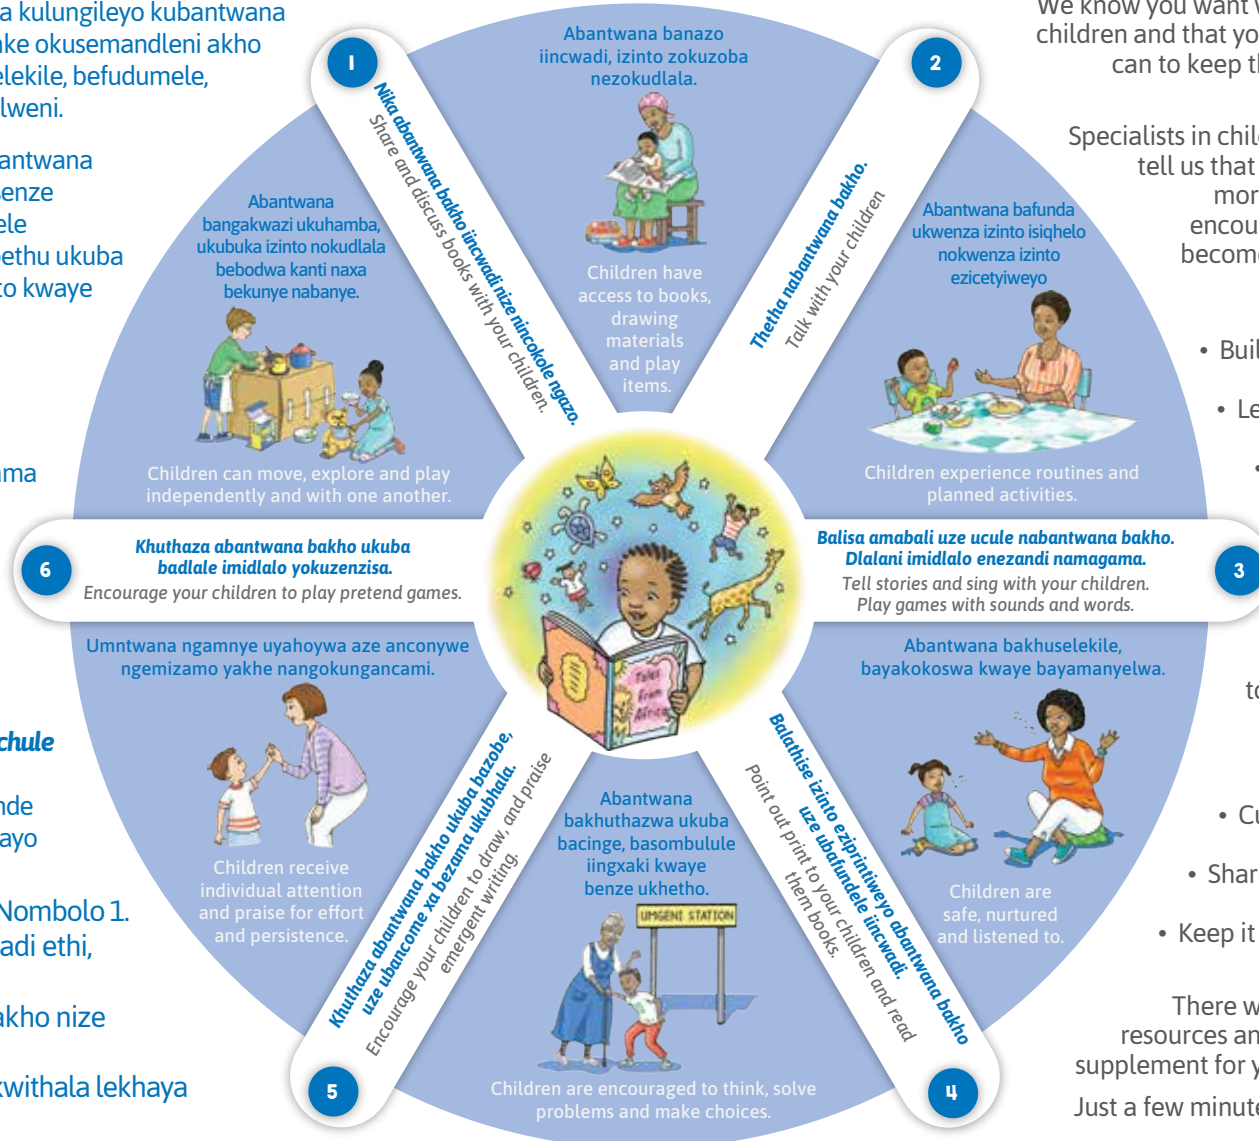 a kulungileyo kubantwana
ke okusemandleni akho
elekile, befudumele,
lweni.
antwana
enze
ele
ethu ukuba
to kwaye
ma
chule
nde
ayo
Nombolo 1.
adi ethi,
akho nize
kwithala lekhaya
1
Nika abantwana bakho iincwadi nize nincokole ngazo.
Share and discuss books with your children.
Abantwana banazo
iincwadi, izinto zokuzoba
nezokudlala.
Children have
access to books,
drawing
materials
and play
items.
2
Thetha nabantwana bakho.
Talk with your children
Abantwana bafunda
ukwenza izinto isiqhelo
nokwenza izinto
ezicetyiweyo
Children experience routines and
planned activities.
3
Balisa amabali uze ucule nabantwana bakho.
Dlalani imidlalo enezandi namagama.
Tell stories and sing with your children.
Play games with sounds and words.
Abantwana bakhuselekile,
bayakokoswa kwaye bayamanyelwa.
Children are
safe, nurtured
and listened to.
4
Balathise izinto eziprintiweyo abantwana bakho
uze ubafundele iincwadi.
Point out print to your children and read
them books.
Abantwana
bakhuthazwa ukuba
bacinge, basombulule
iingxaki kwaye
benze ukhetho.
UMGENI STATION
Children are encouraged to think, solve
problems and make choices.
5
Khuthaza abantwana bakho ukuba bazobe,
uze ubancome xa bezama ukubhala.
Encourage your children to draw, and praise
emergent writing.
Umntwana ngamnye uyahoywa aze anconywe
ngemizamo yakhe nangokungancami.
Children receive
individual attention
and praise for effort
and persistence.
6
Khuthaza abantwana bakho ukuba
badlale imidlalo yokuzenzisa.
Encourage your children to play pretend games.
Abantwana
bangakwazi ukuhamba,
ukubuka izinto nokudlala
bebodwa kanti naxa
bekunye nabanye.
Children can move, explore and play
independently and with one another.
Tales
from
Africa
We know you want
children and that yo
can to keep th
Specialists in chil
tell us that
mor
encou
becom
• Buil
• Le
•
to
• Cu
• Shar
• Keep it
There w
resources an
supplement for y
Just a few minute